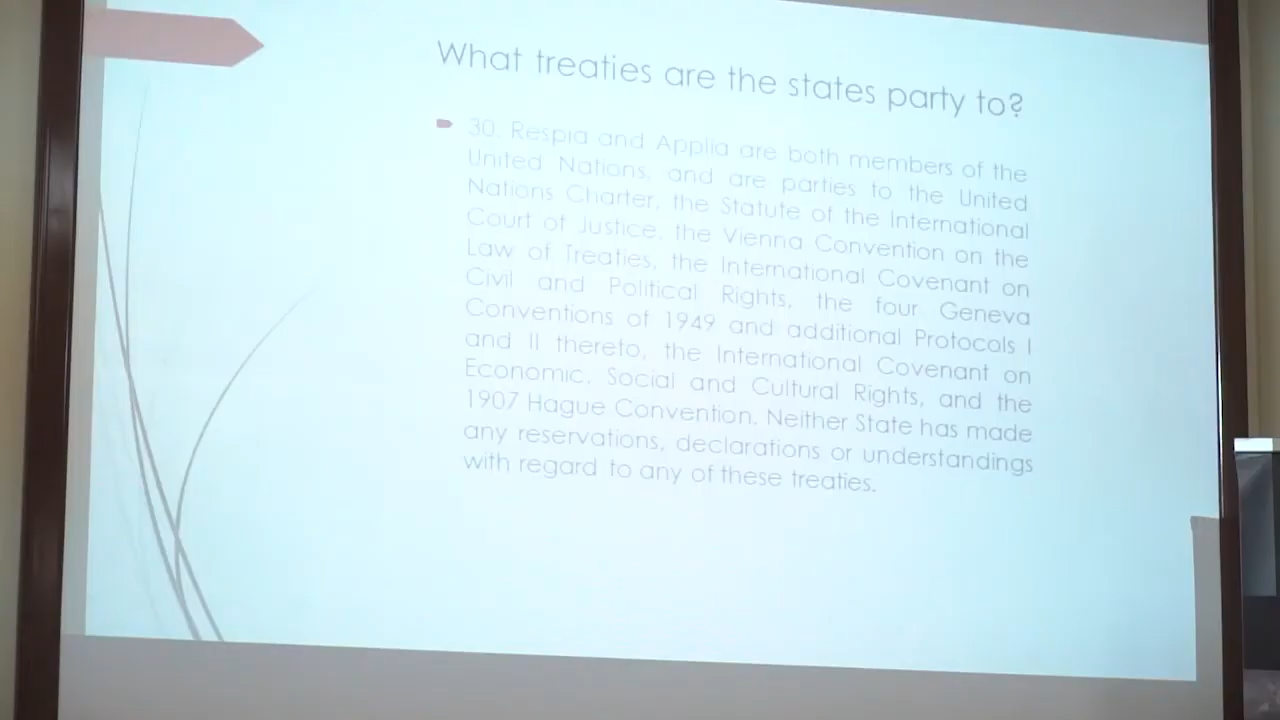 What treaties are the states party to?
30. Respia and Applia are both members of the
United Nations, and are parties to the United
Nations Charter, the Statute of the International
Court of Justice, the Vienna Convention on the
Law of Treaties, the International Covenant on
Civil and Political Rights, the four Geneva
Conventions of 1949 and additional Protocols I
and II thereto, the International Covenant on
Economic, Social and Cultural Rights, and the
1907 Hague Convention. Neither State has made
any reservations, declarations or understandings
with regard to any of these treaties.